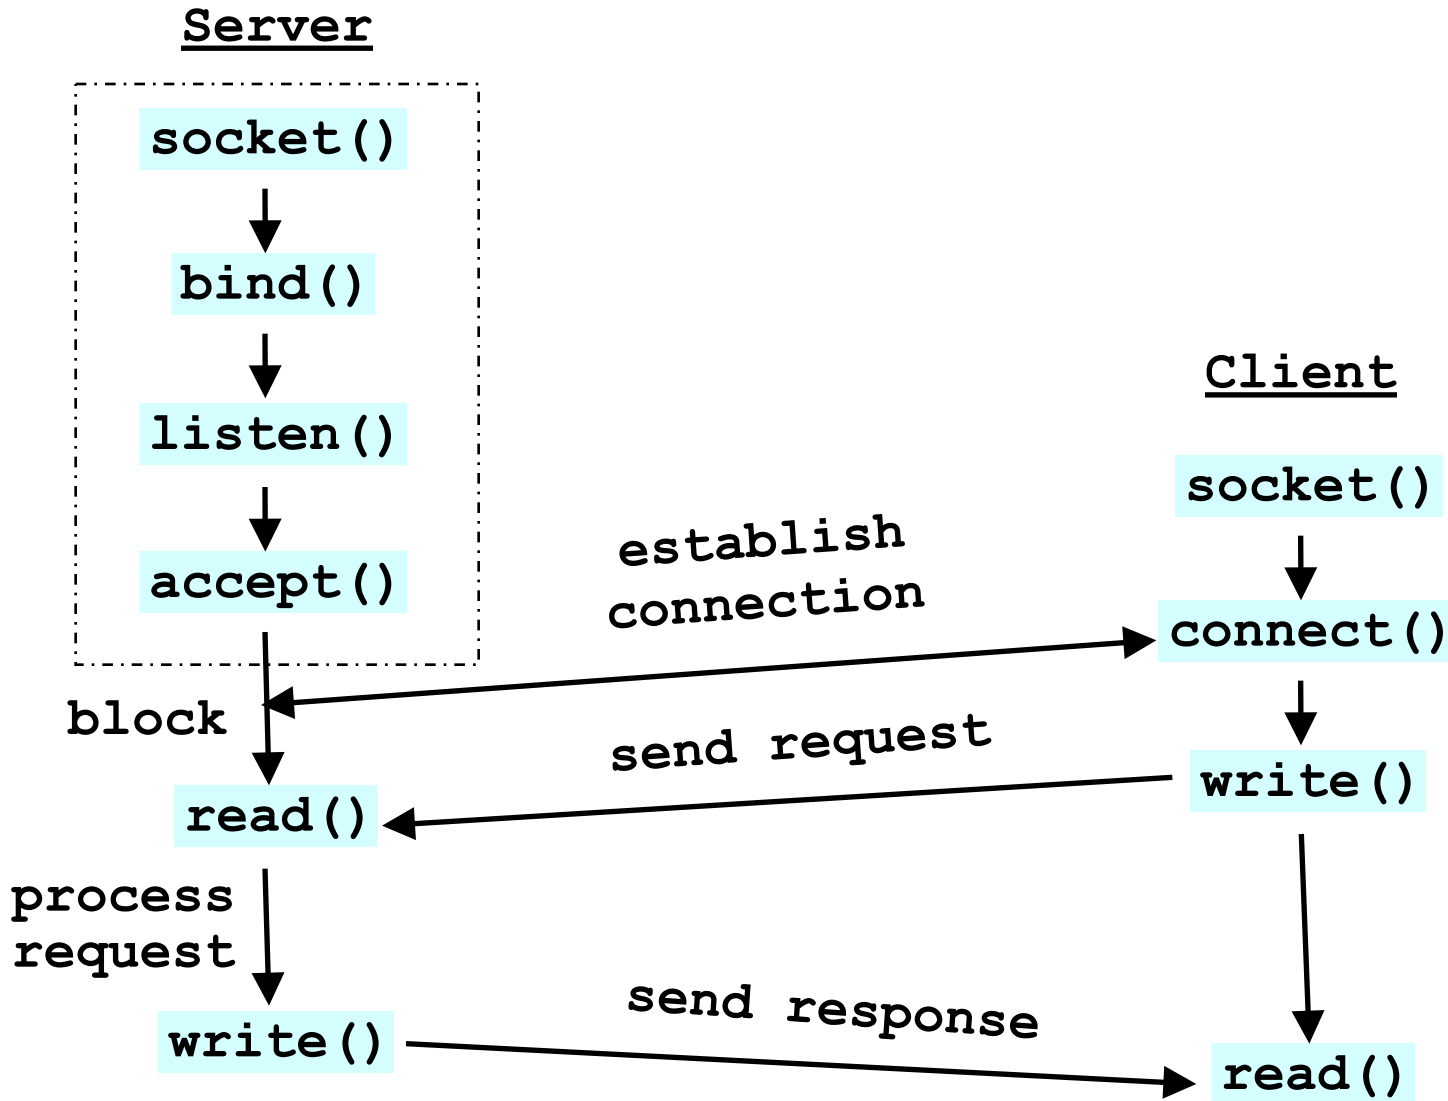 Server
socket()
bind()
listen()
accept()
block
read()
process
request
write()
establish
connection
send request
send response
Client
socket()
connect()
write()
read()